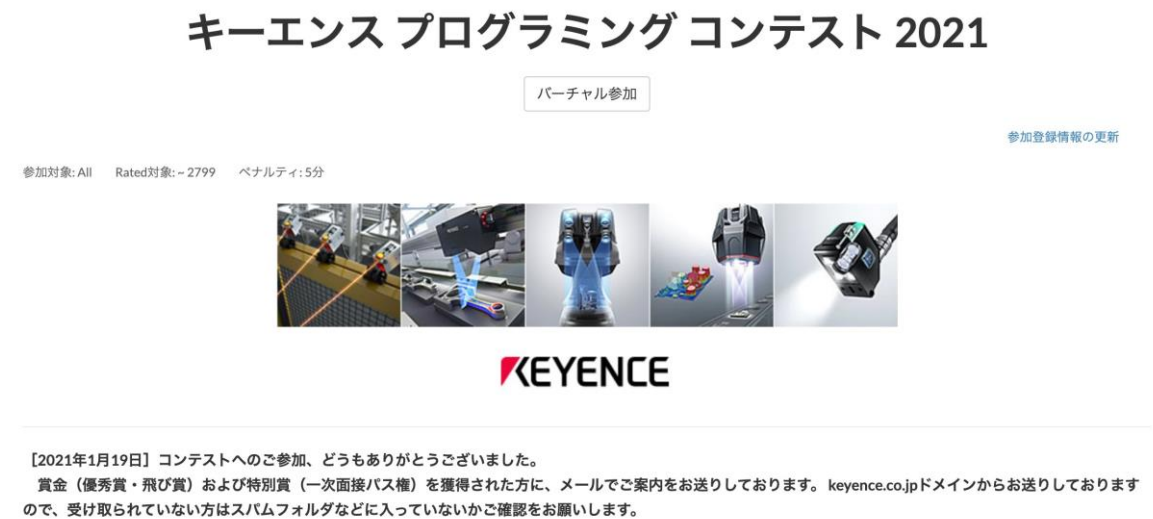 キーエンス プログラミング コンテスト 2021
バーチャル参加
参加登録情報の更新
参加対象: All Rated対象: ~ 2799 ペナルティ: 5分
KEYENCE
［2021年1月19日］コンテストへのご参加、どうもありがとうございました。
賞金（優秀賞・飛び賞）および特別賞（一次面接パス権）を獲得された方に、メールでご案内をお送りしております。 keyence.co.jpドメインからお送りしております
ので、受け取られていない方はスパムフォルダなどに入っていないかご確認をお願いします。